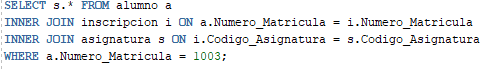 SELECT s.* FROM alumno a
INNER JOIN inscripcion i ON a.Numero_Matricula = i.Numero_Matricula
INNER JOIN asignatura s ON i.Codigo_Asignatura = s.Codigo_Asignatura
WHERE a.Numero_Matricula = 1003;